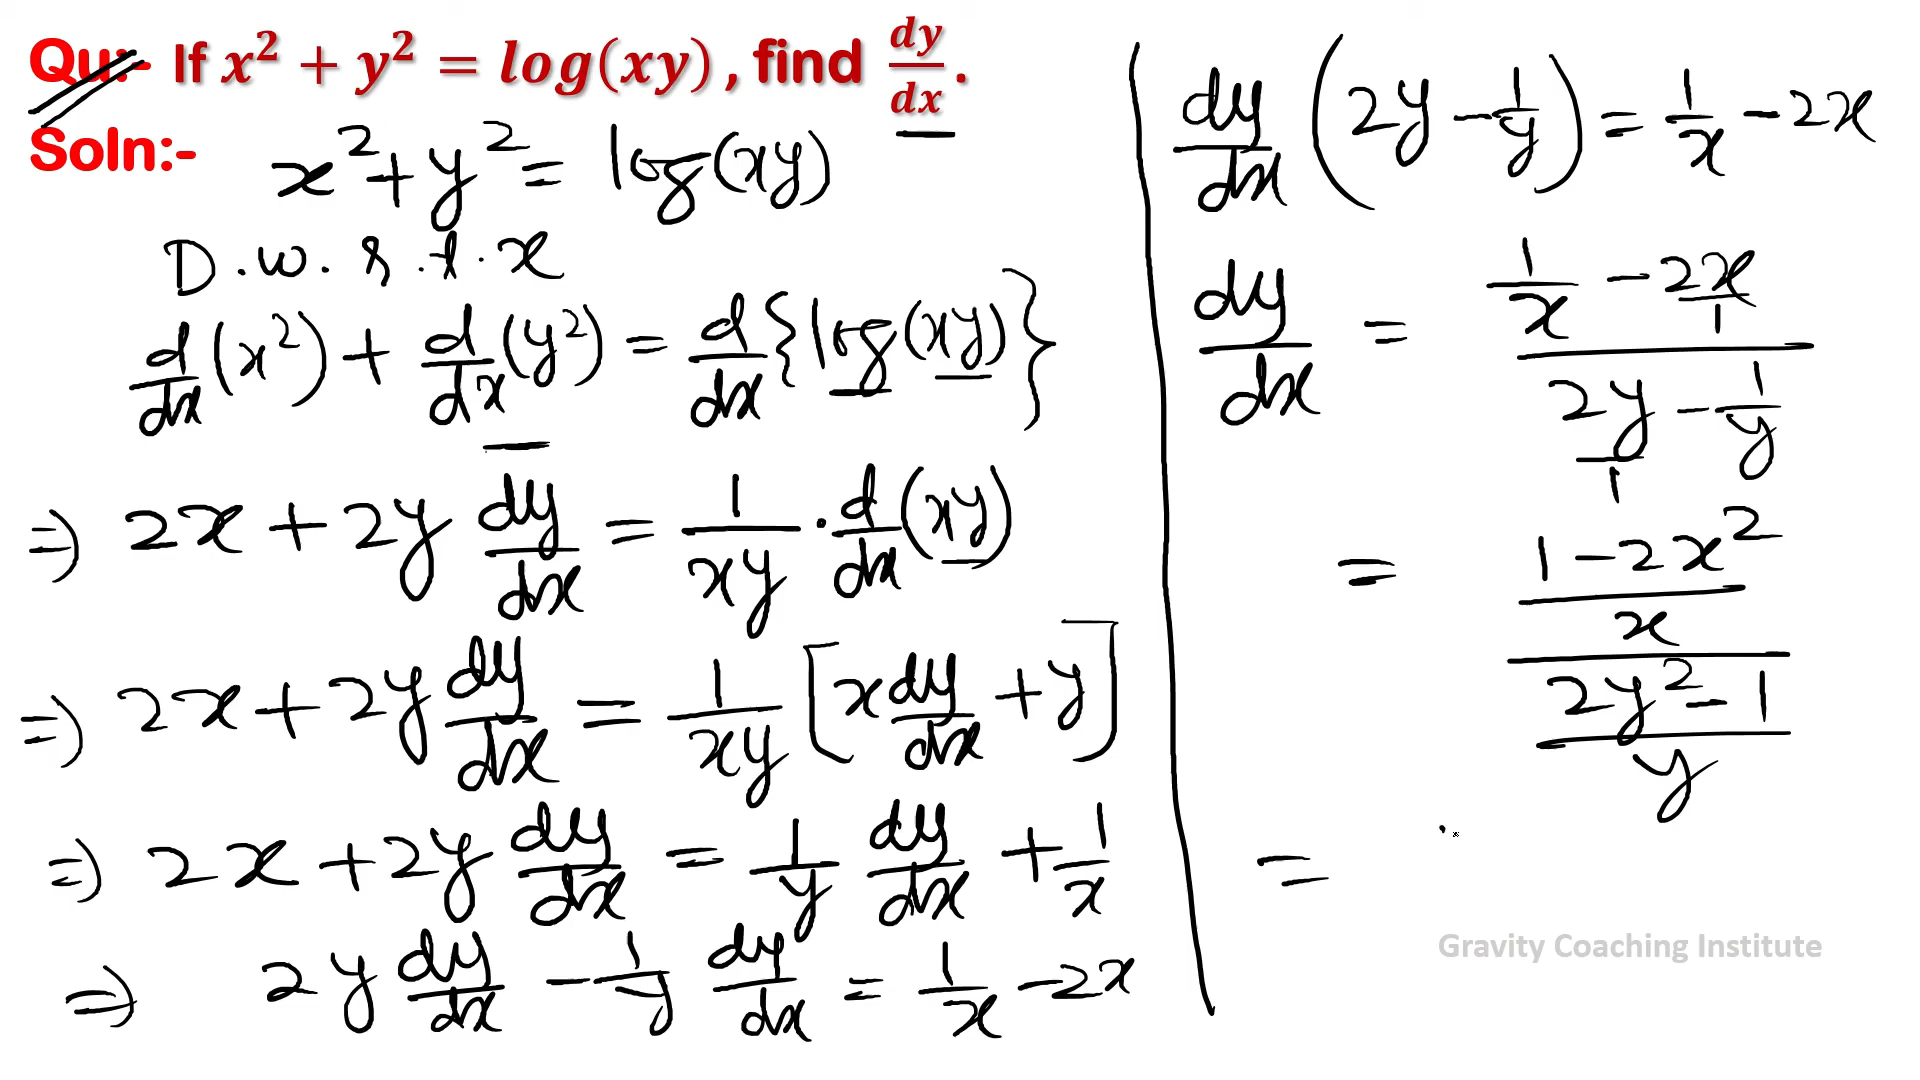 Qu:- If x² + y² = log(xy), find dy/dx.
Soln:-
x² + y² = log(xy)
D.w.r.t.x
d/dx (x²) + d/dx (y²) = d/dx {log(xy)}
⇒ 2x + 2y dy/dx = 1/xy · d/dx (xy)
⇒ 2x + 2y dy/dx = 1/xy [x dy/dx + y]
⇒ 2x + 2y dy/dx = 1/y dy/dx + 1/x
⇒ 2y dy/dx - 1/y dy/dx = 1/x - 2x
dy/dx (2y - 1/y) = 1/x - 2x
dy/dx = (1/x - 2x/1) / (2y/1 - 1/y)
= ((1 - 2x²)/x) / ((2y² - 1)/y)
=
Gravity Coaching Institute